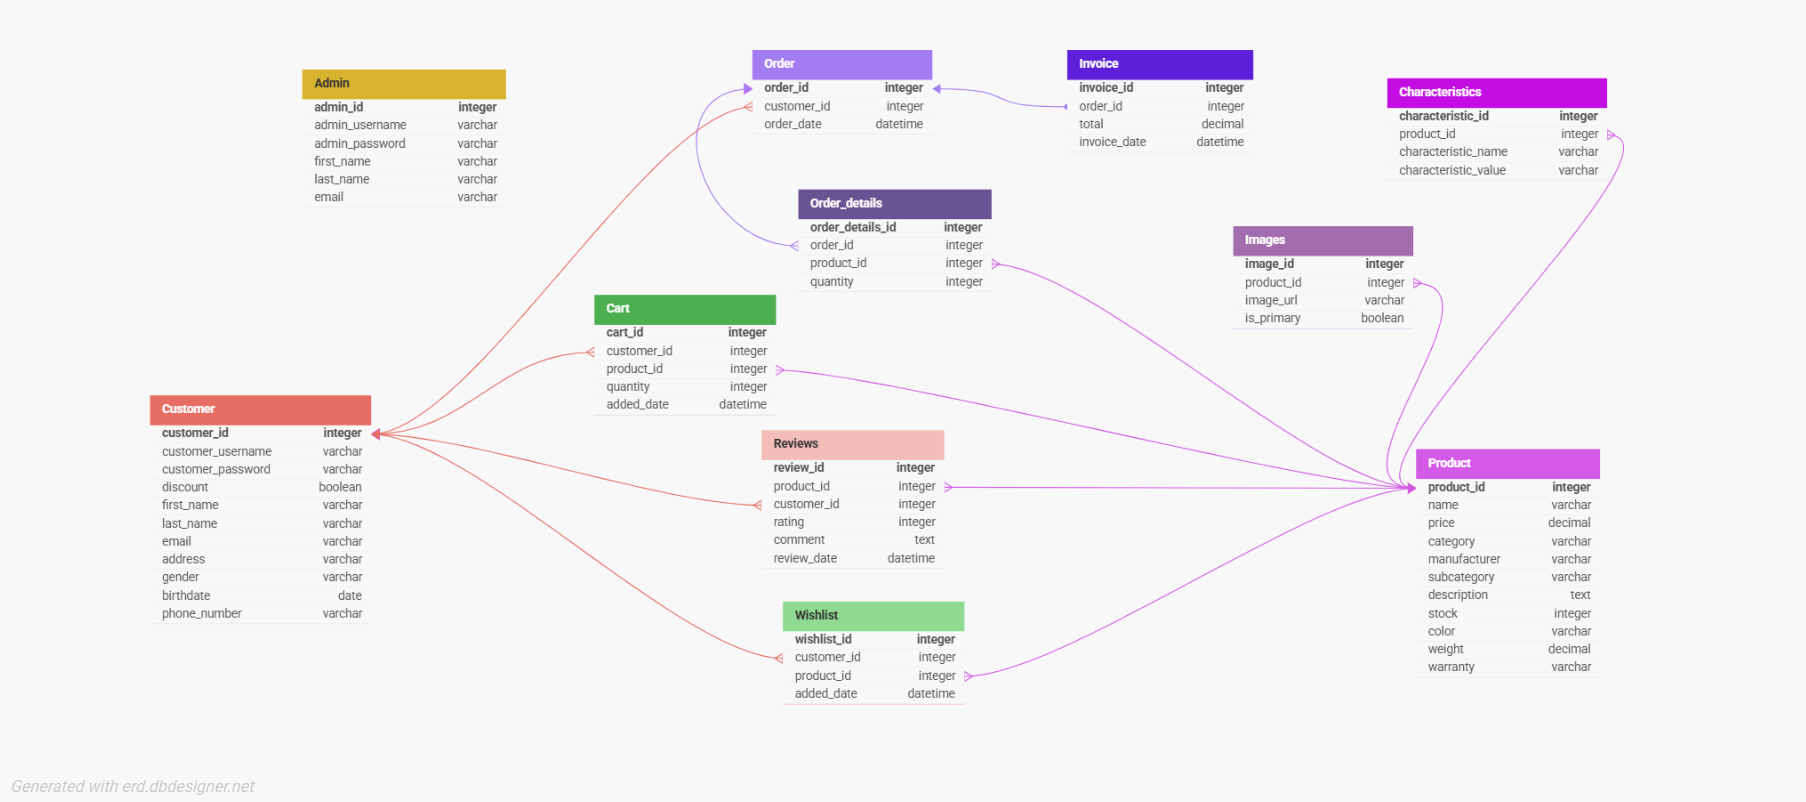 Admin
admin_id integer
admin_username varchar
admin_password varchar
first_name varchar
last_name varchar
email varchar
Order
order_id integer
customer_id integer
order_date datetime
Invoice
invoice_id integer
order_id integer
total decimal
invoice_date datetime
Characteristics
characteristic_id integer
product_id integer
characteristic_name varchar
characteristic_value varchar
Order_details
order_details_id integer
order_id integer
product_id integer
quantity integer
Images
image_id integer
product_id integer
image_url varchar
is_primary boolean
Cart
cart_id integer
customer_id integer
product_id integer
quantity integer
added_date datetime
Customer
customer_id integer
customer_username varchar
customer_password varchar
discount boolean
first_name varchar
last_name varchar
email varchar
address varchar
gender varchar
birthdate date
phone_number varchar
Reviews
review_id integer
product_id integer
customer_id integer
rating integer
comment text
review_date datetime
Product
product_id integer
name varchar
price decimal
category varchar
manufacturer varchar
subcategory varchar
description text
stock integer
color varchar
weight decimal
warranty varchar
Wishlist
wishlist_id integer
customer_id integer
product_id integer
added_date datetime
Generated with erd.dbdesigner.net